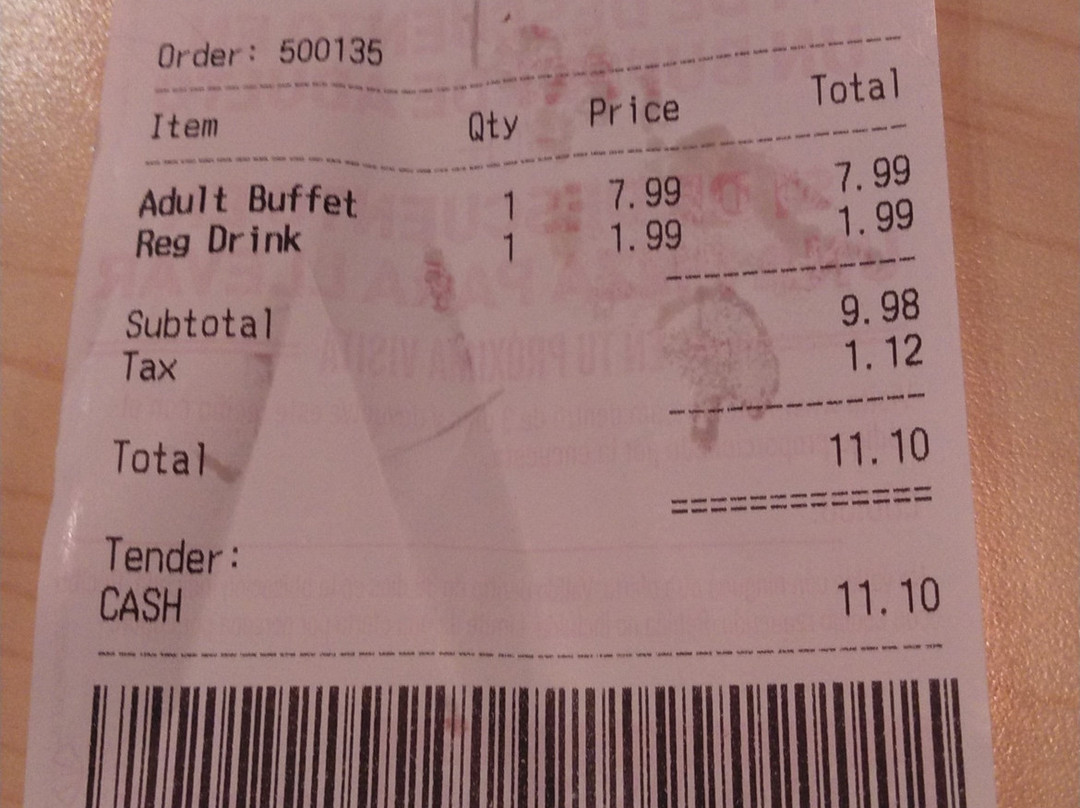 Order: 500135
Item Qty Price Total
Adult Buffet 1 7.99 7.99
Reg Drink 1 1.99 1.99
Subtotal 9.98
Tax 1.12
Total 11.10
Tender:
CASH 11.10